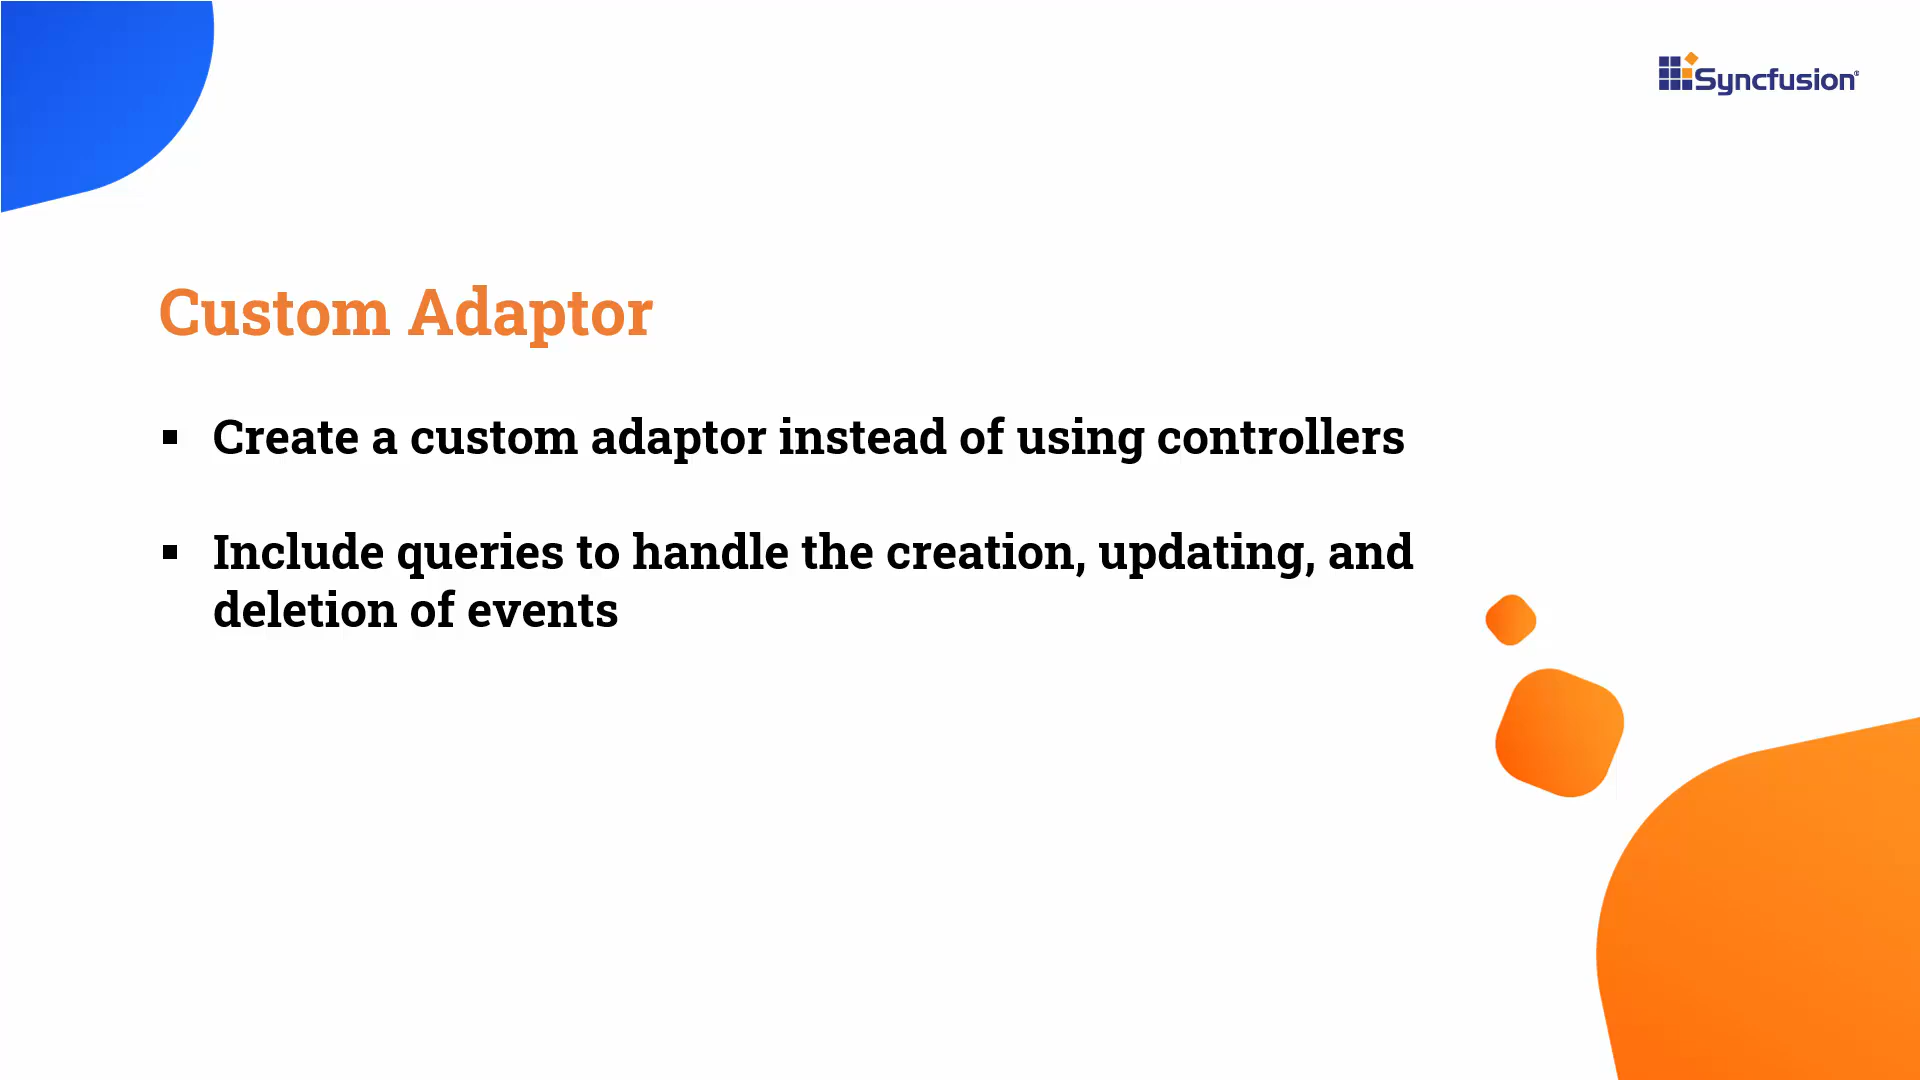 Syncfusion
Custom Adaptor
▪ Create a custom adaptor instead of using controllers
▪ Include queries to handle the creation, updating, and
deletion of events